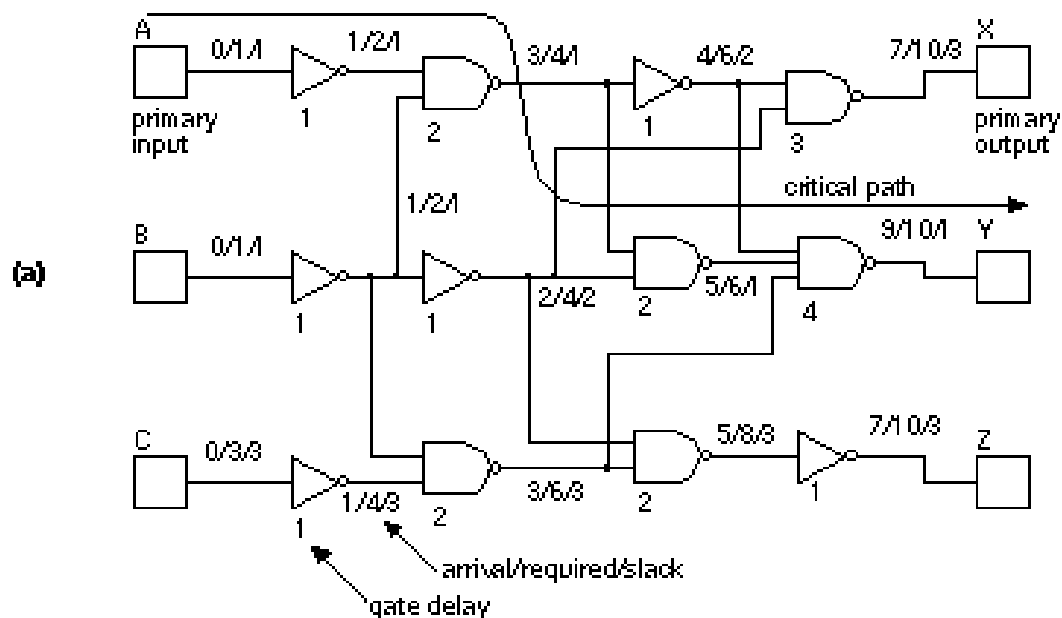 A
0/1/1
1/2/1
3/4/1
4/6/2
7/10/3
X
primary
input
1
2
1
3
primary
output
critical path
1/2/1
(a)
B
0/1/1
1
1
2/4/2
2
5/6/1
4
9/10/1
Y
C
0/3/3
1
1/4/3
2
3/6/3
5/8/3
2
1
7/10/3
Z
arrival/required/slack
gate delay